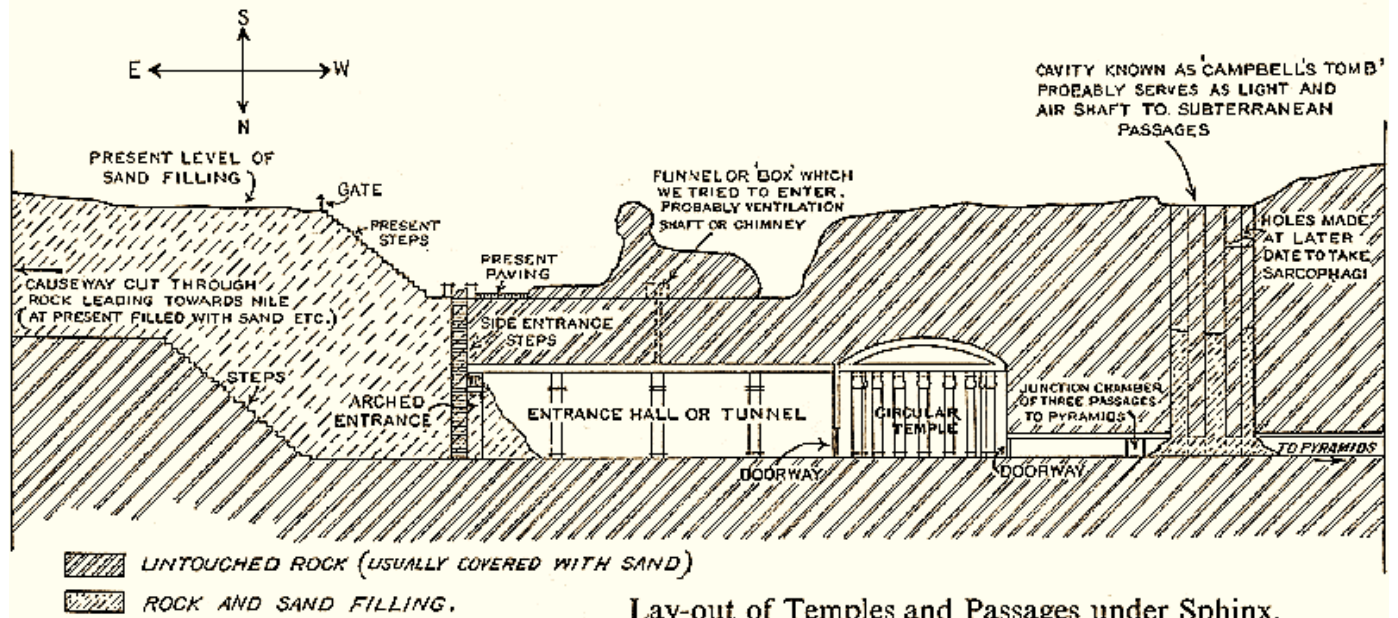 S
E W
N
CAVITY KNOWN AS 'CAMPBELL'S TOMB'
PROBABLY SERVES AS LIGHT AND
AIR SHAFT TO SUBTERRANEAN
PASSAGES
PRESENT LEVEL OF
SAND FILLING
GATE
PRESENT
STEPS
FUNNEL OR 'BOX' WHICH
WE TRIED TO ENTER.
PROBABLY VENTILATION
SHAFT OR CHIMNEY
HOLES MADE
AT LATER
DATE TO TAKE
SARCOPHAGI
PRESENT
PAVING
CAUSEWAY CUT THROUGH
ROCK LEADING TOWARDS NILE
(AT PRESENT FILLED WITH SAND ETC.)
SIDE ENTRANCE
STEPS
STEPS
ARCHED
ENTRANCE
ENTRANCE HALL OR TUNNEL
CIRCULAR
TEMPLE
JUNCTION CHAMBER
OF THREE PASSAGES
TO PYRAMIDS
TO PYRAMIDS
DOORWAY
DOORWAY
UNTOUCHED ROCK (USUALLY COVERED WITH SAND)
ROCK AND SAND FILLING.
Lay-out of Temples and Passages under Sphinx.